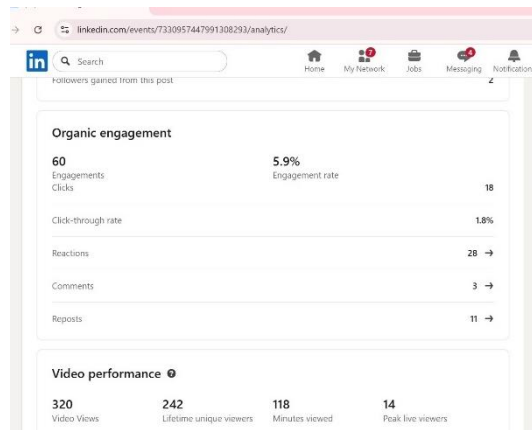 linkedin.com/events/7330957447991308293/analytics/
in Search
7 4
Home My Network Jobs Messaging Notification
Followers gained from this post 2
Organic engagement
60 5.9%
Engagements Engagement rate
Clicks 18
Click-through rate 1.8%
Reactions 28 →
Comments 3 →
Reposts 11 →
Video performance
320 242 118 14
Video Views Lifetime unique viewers Minutes viewed Peak live viewers